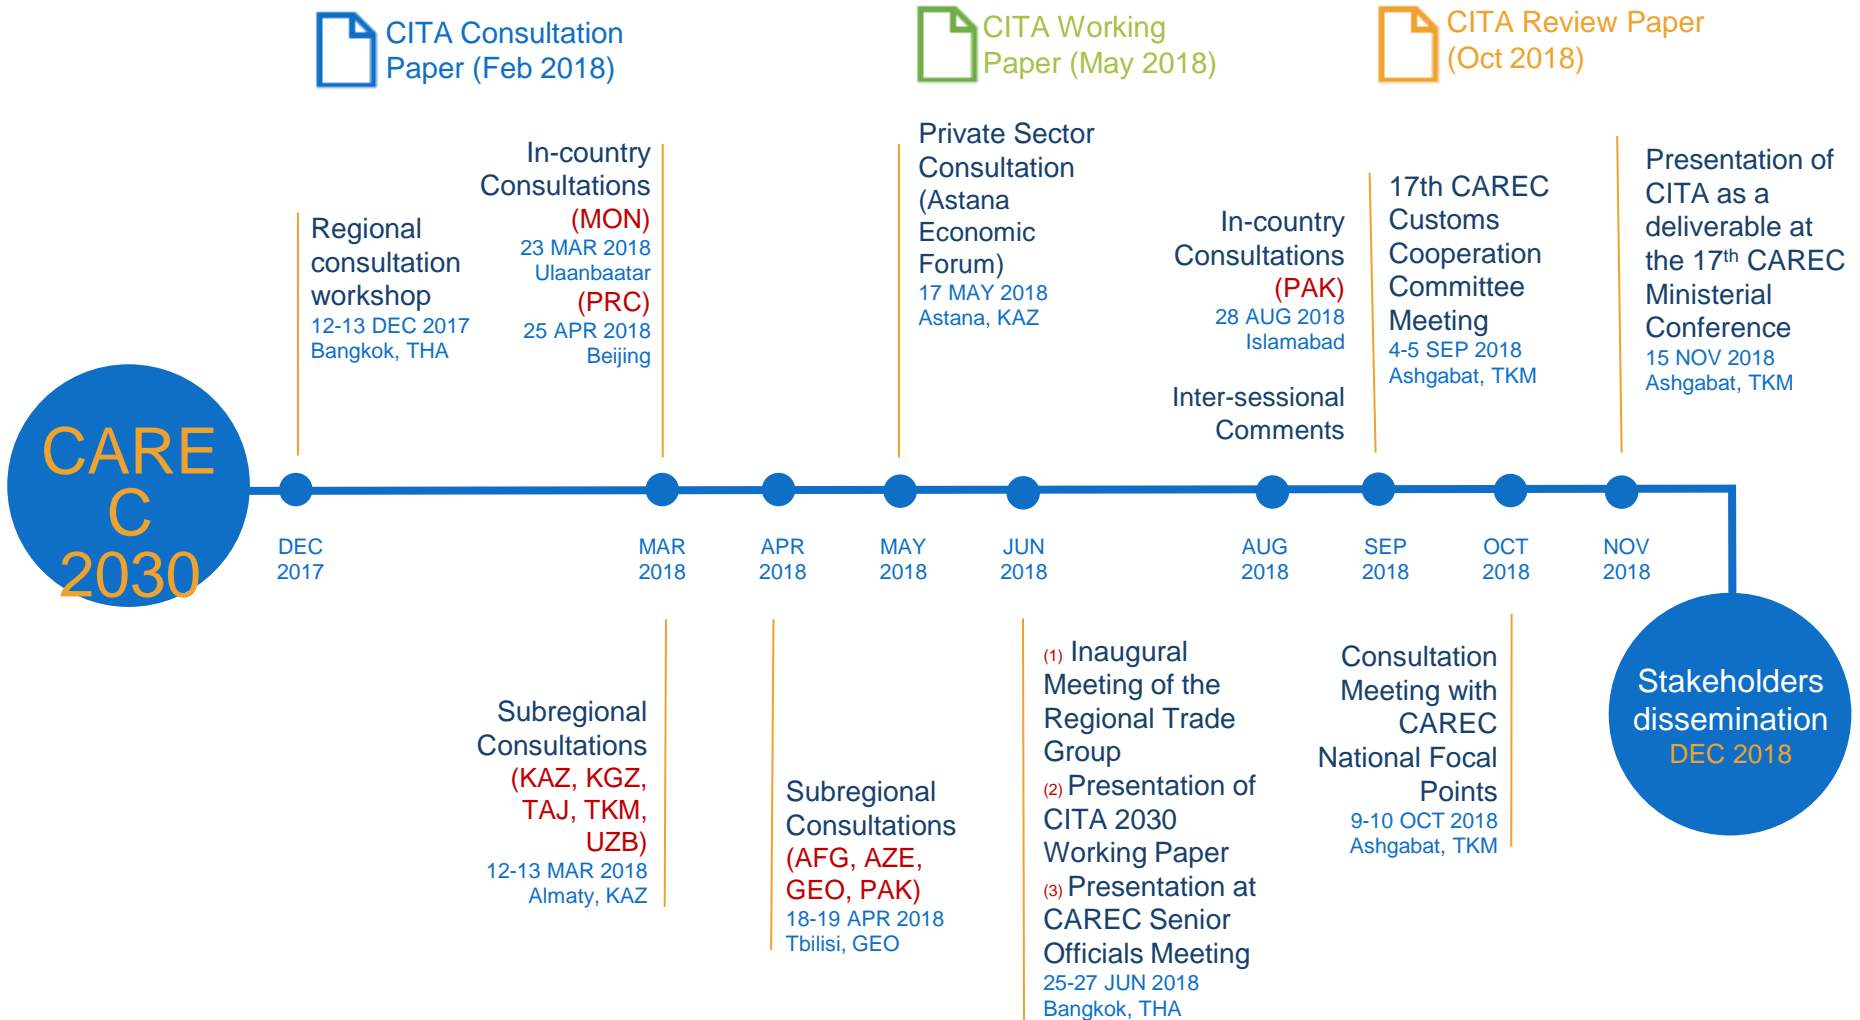 CITA Consultation
Paper (Feb 2018)
CITA Working
Paper (May 2018)
CITA Review Paper
(Oct 2018)
Regional
consultation
workshop
12-13 DEC 2017
Bangkok, THA
In-country
Consultations
(MON)
23 MAR 2018
Ulaanbaatar
(PRC)
25 APR 2018
Beijing
Private Sector
Consultation
(Astana
Economic
Forum)
17 MAY 2018
Astana, KAZ
In-country
Consultations
(PAK)
28 AUG 2018
Islamabad
Inter-sessional
Comments
17th CAREC
Customs
Cooperation
Committee
Meeting
4-5 SEP 2018
Ashgabat, TKM
Presentation of
CITA as a
deliverable at
the 17th CAREC
Ministerial
Conference
15 NOV 2018
Ashgabat, TKM
CARE
C
2030
DEC
2017
MAR
2018
APR
2018
MAY
2018
JUN
2018
AUG
2018
SEP
2018
OCT
2018
NOV
2018
Subregional
Consultations
(KAZ, KGZ,
TAJ, TKM,
UZB)
12-13 MAR 2018
Almaty, KAZ
Subregional
Consultations
(AFG, AZE,
GEO, PAK)
18-19 APR 2018
Tbilisi, GEO
(1) Inaugural
Meeting of the
Regional Trade
Group
(2) Presentation of
CITA 2030
Working Paper
(3) Presentation at
CAREC Senior
Officials Meeting
25-27 JUN 2018
Bangkok, THA
Consultation
Meeting with
CAREC
National Focal
Points
9-10 OCT 2018
Ashgabat, TKM
Stakeholders
dissemination
DEC 2018